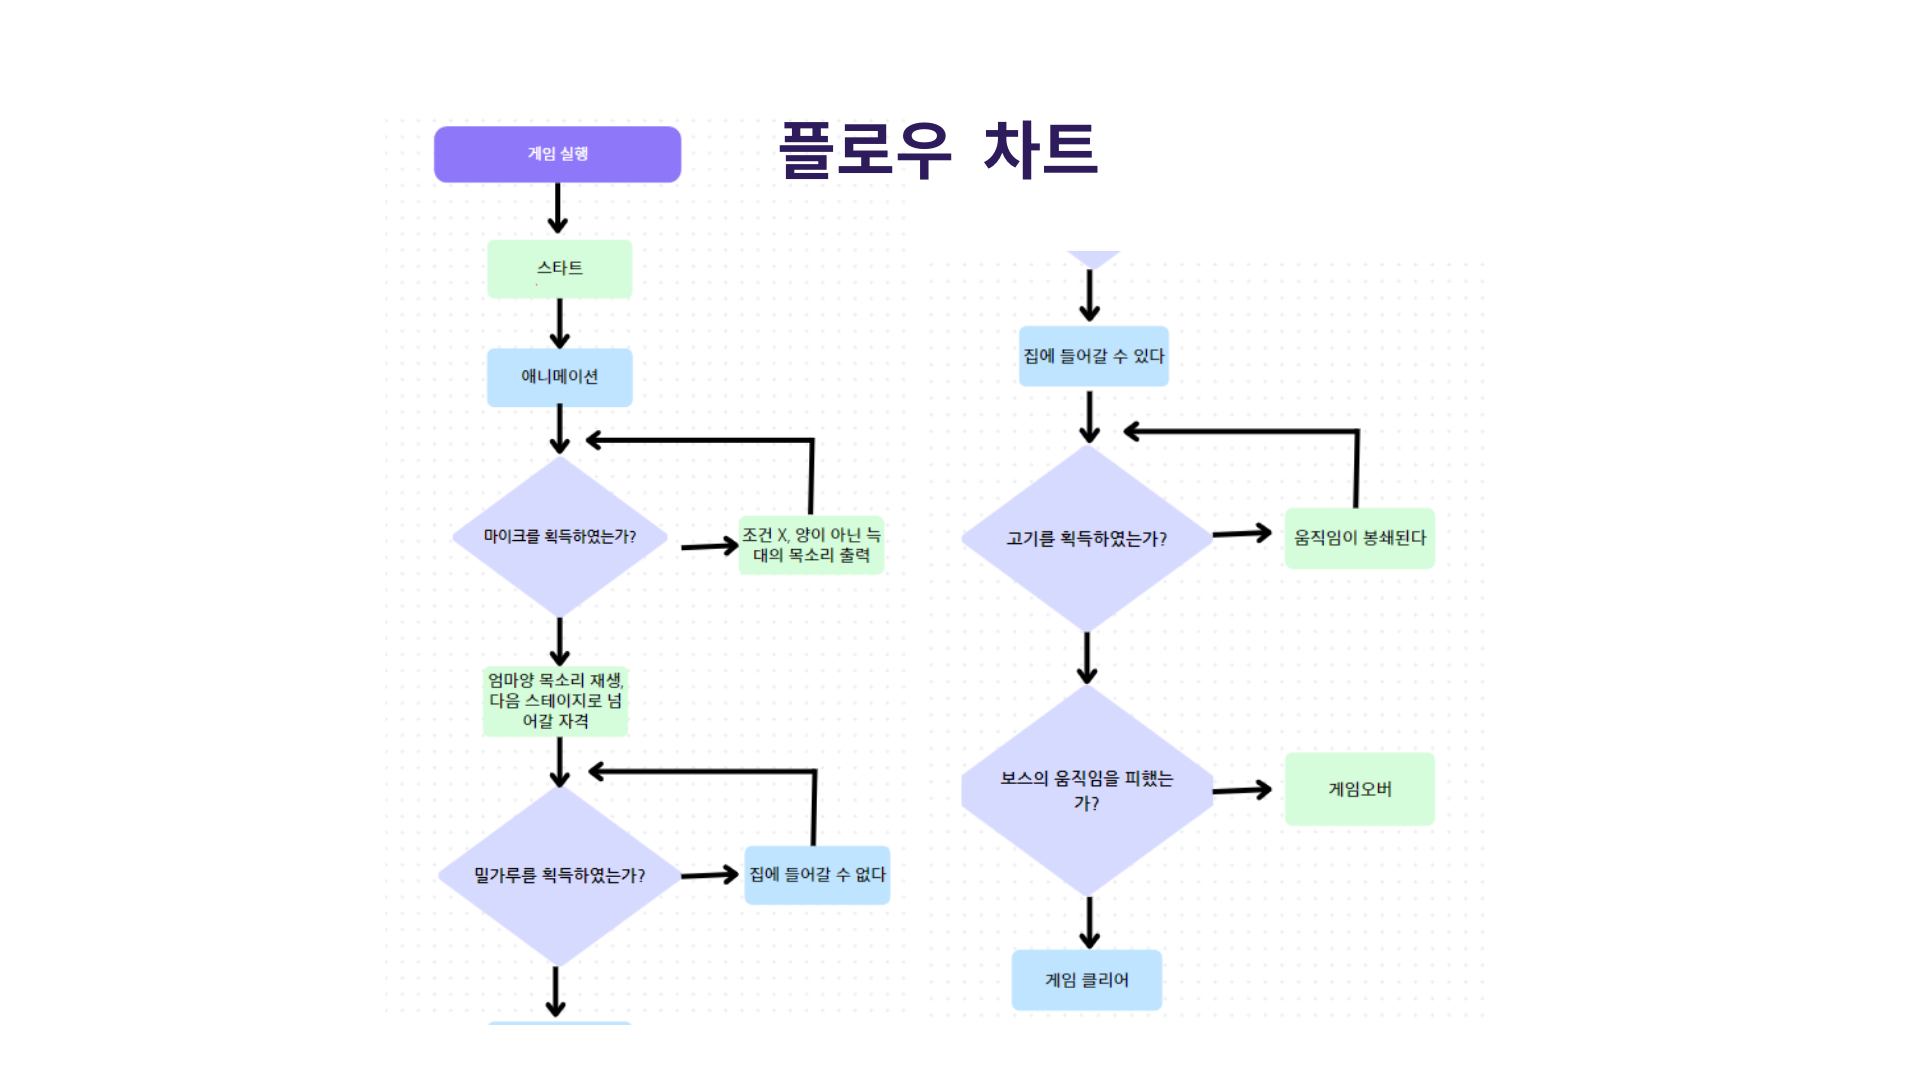 플로우 차트
게임 실행
스타트
애니메이션
마이크를 획득하였는가?
조건 X, 양이 아닌 늑
대의 목소리 출력
엄마양 목소리 재생,
다음 스테이지로 넘
어갈 자격
밀가루를 획득하였는가?
집에 들어갈 수 없다
집에 들어갈 수 있다
고기를 획득하였는가?
움직임이 봉쇄된다
보스의 움직임을 피했는
가?
게임오버
게임 클리어